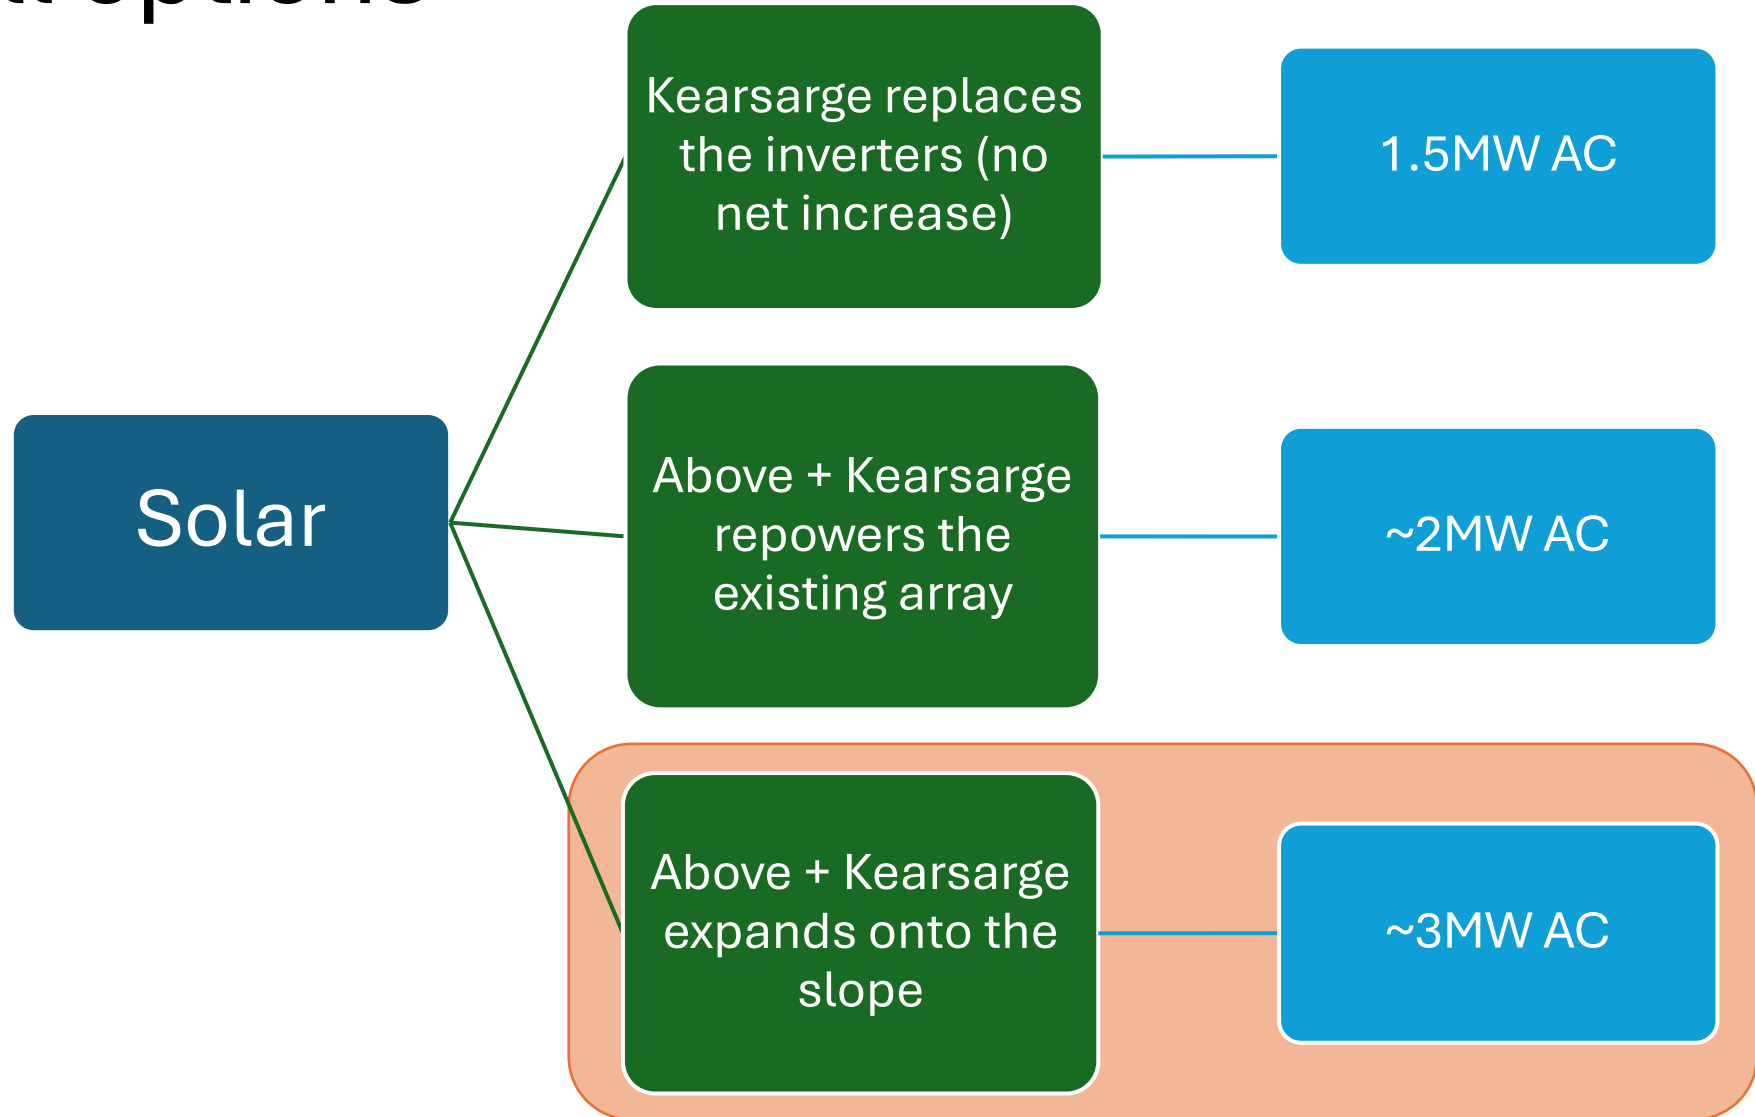 options
Kearsarge replaces
the inverters (no
net increase)
1.5MW AC
Solar
Above + Kearsarge
repowers the
existing array
~2MW AC
Above + Kearsarge
expands onto the
slope
~3MW AC